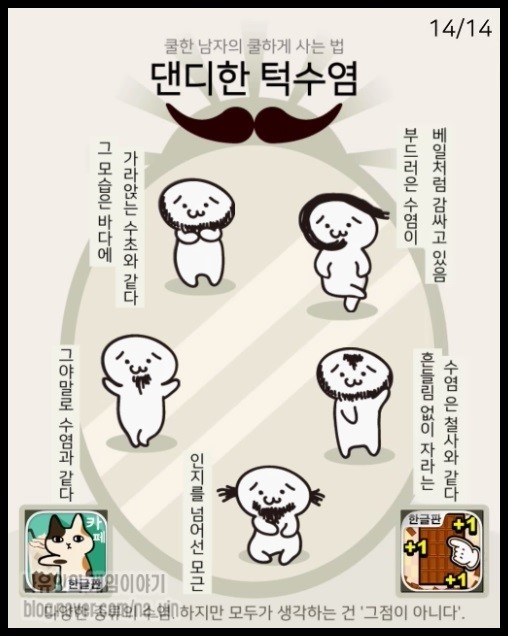 14/14
쿨한 남자의 쿨하게 사는 법
댄디한 턱수염
베일처럼 감싸고 있음
부드러운 수염이
가라앉는 수초와 같다
그 모습은 바다에
수염 은 철사와 같다
흔들림 없이 자라는
그야말로 수염과 같다
인지를 넘어선 모근
카페
한글판
한글판
+1
+1
+1
이야기
다양한 종류의 수염. 하지만 모두가 생각하는 건 '그점이 아니다'.